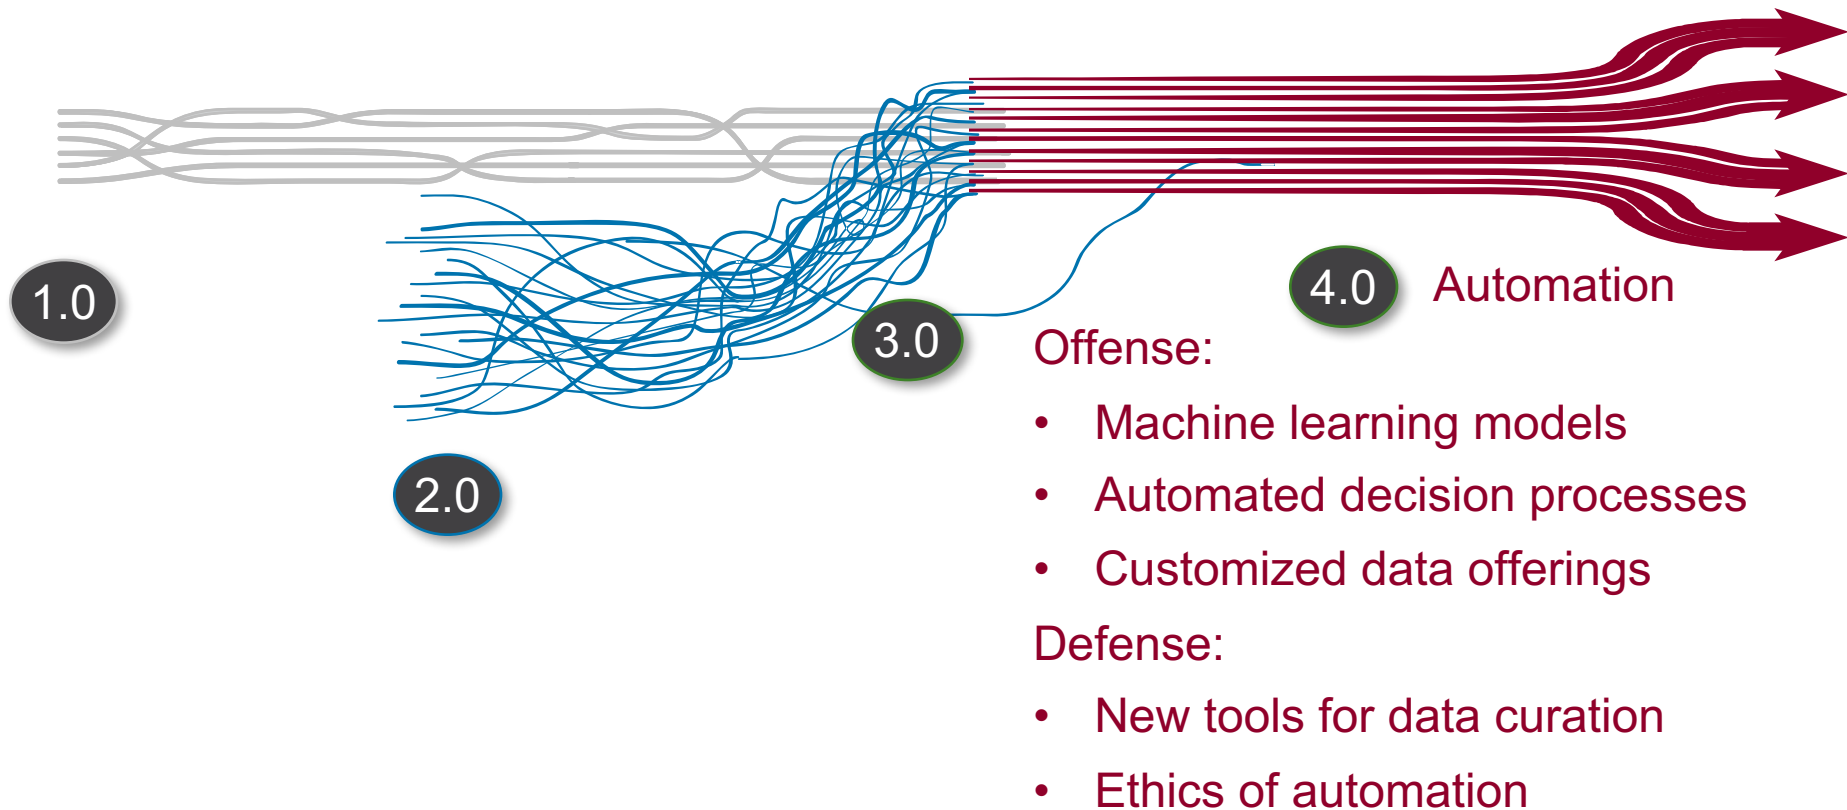 1.0
2.0
3.0
4.0 Automation
Offense:
• Machine learning models
• Automated decision processes
• Customized data offerings
Defense:
• New tools for data curation
• Ethics of automation